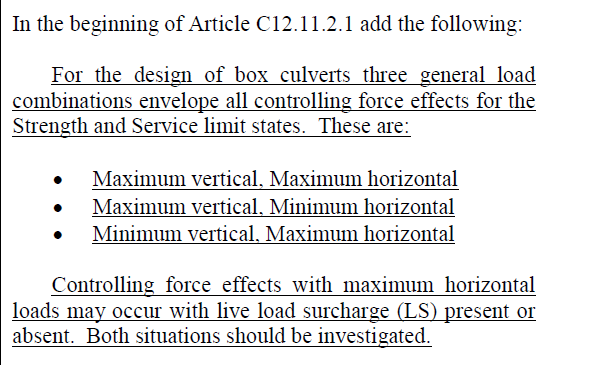 In the beginning of Article C12.11.2.1 add the following:
For the design of box culverts three general load
combinations envelope all controlling force effects for the
Strength and Service limit states.  These are:
• Maximum vertical, Maximum horizontal
• Maximum vertical, Minimum horizontal
• Minimum vertical, Maximum horizontal
Controlling force effects with maximum horizontal
loads may occur with live load surcharge (LS) present or
absent.  Both situations should be investigated.